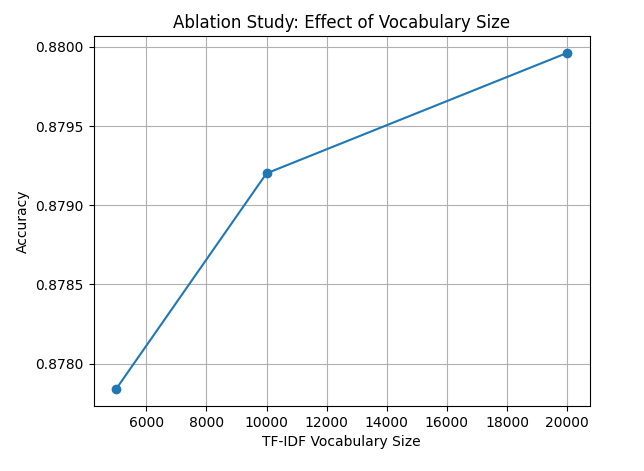 Ablation Study: Effect of Vocabulary Size
0.8800
0.8795
0.8790
0.8785
0.8780
Accuracy
6000 8000 10000 12000 14000 16000 18000 20000
TF-IDF Vocabulary Size